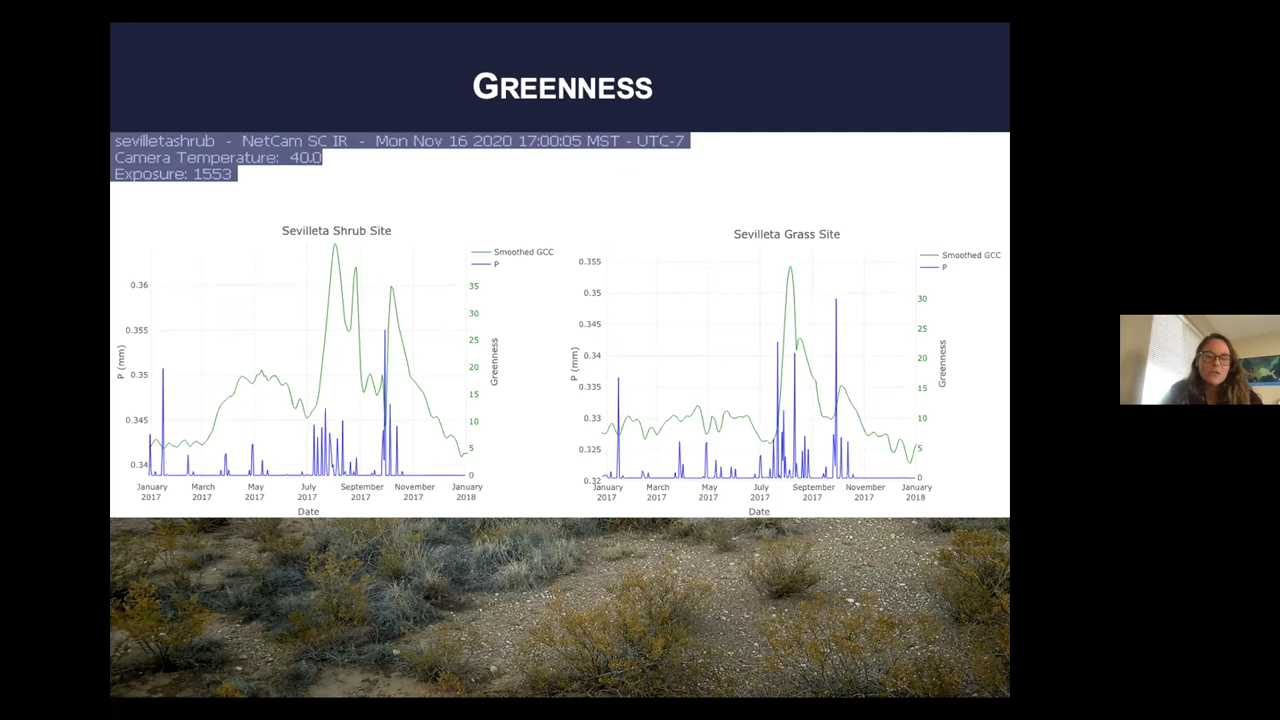 GREENNESS
sevilletashrub - NetCam SC IR - Mon Nov 16 2020 17:00:05 MST - UTC-7
Camera Temperature: 40.0
Exposure: 1553
Sevilleta Shrub Site
Smoothed GCC
P
0.36
0.355
0.35
0.345
0.34
P (mm)
35
30
25
20
15
10
5
0
Greenness
January March May July September November January
2017 2017 2017 2017 2017 2017 2018
Date
Sevilleta Grass Site
Smoothed GCC
P
0.355
0.35
0.345
0.34
0.335
0.33
0.325
0.32
P (mm)
30
25
20
15
10
5
0
Greenness
January March May July September November January
2017 2017 2017 2017 2017 2017 2018
Date